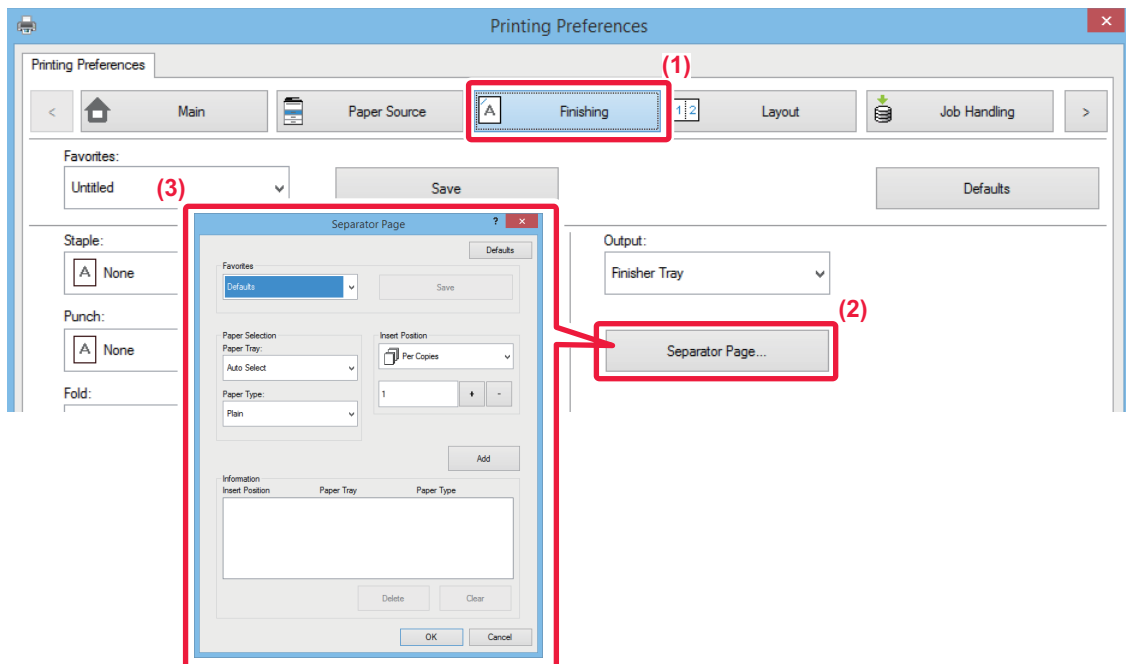 Printing Preferences
×
Printing Preferences
(1)
< Main Paper Source A Finishing 1 2 Layout Job Handling >
Favorites:
Untitled Save Defaults
(3)
Staple:
A None
Punch:
A None
Fold:
Separator Page ? ×
Defaults
Favorites
Defaults Save
Paper Selection
Paper Tray:
Auto Select
Paper Type:
Plain
Insert Position
Per Copies
1 + -
Add
Information
Insert Position Paper Tray Paper Type
Delete Clear
OK Cancel
Output:
Finisher Tray
(2)
Separator Page...